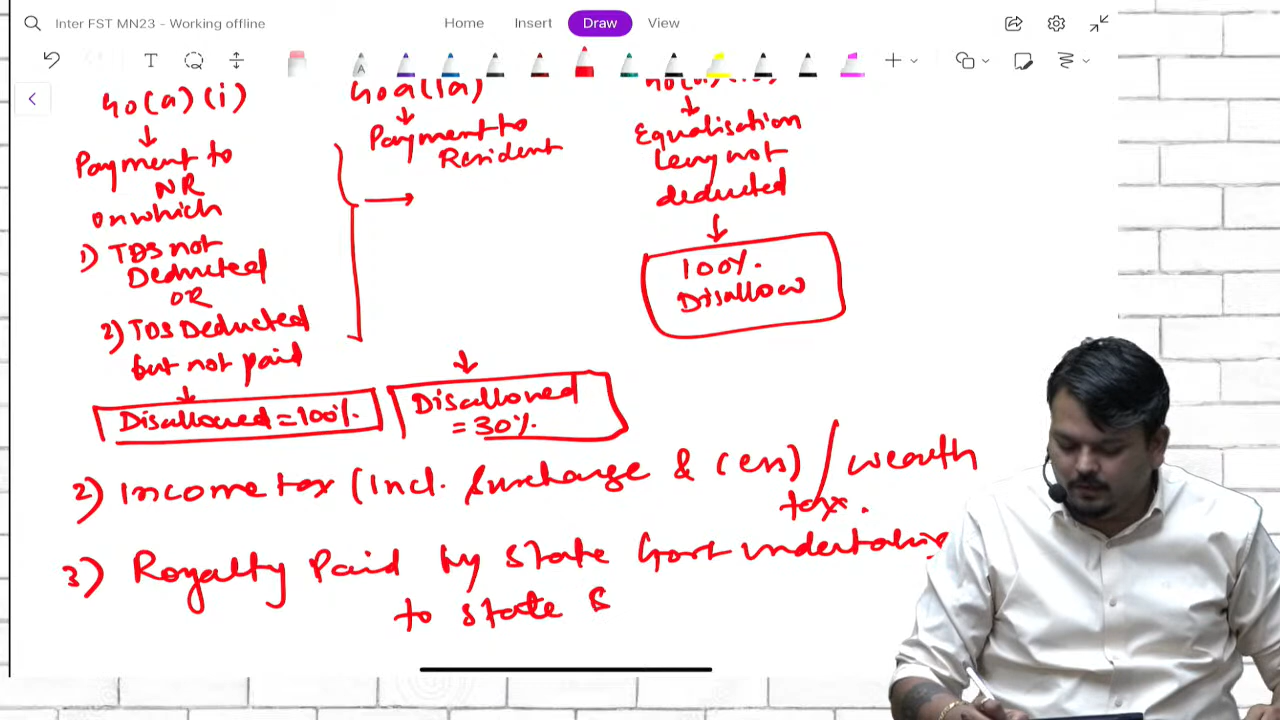 Inter FST MN23 - Working offline
Home Insert Draw View
40(a)(i)
Payment to
NR
on which
1) TDS not
Deducted
OR
2) TDS Deducted
but not paid
Disallowed = 100%.
40a(ia)
Payment to
Resident
Disallowed
= 30%.
Equalisation
Levy not
deducted
100%.
Disallow
2) Income tax (Incl. Surcharge & Cess) / wealth
tax.
3) Royalty Paid by State Govt undertaking
to state